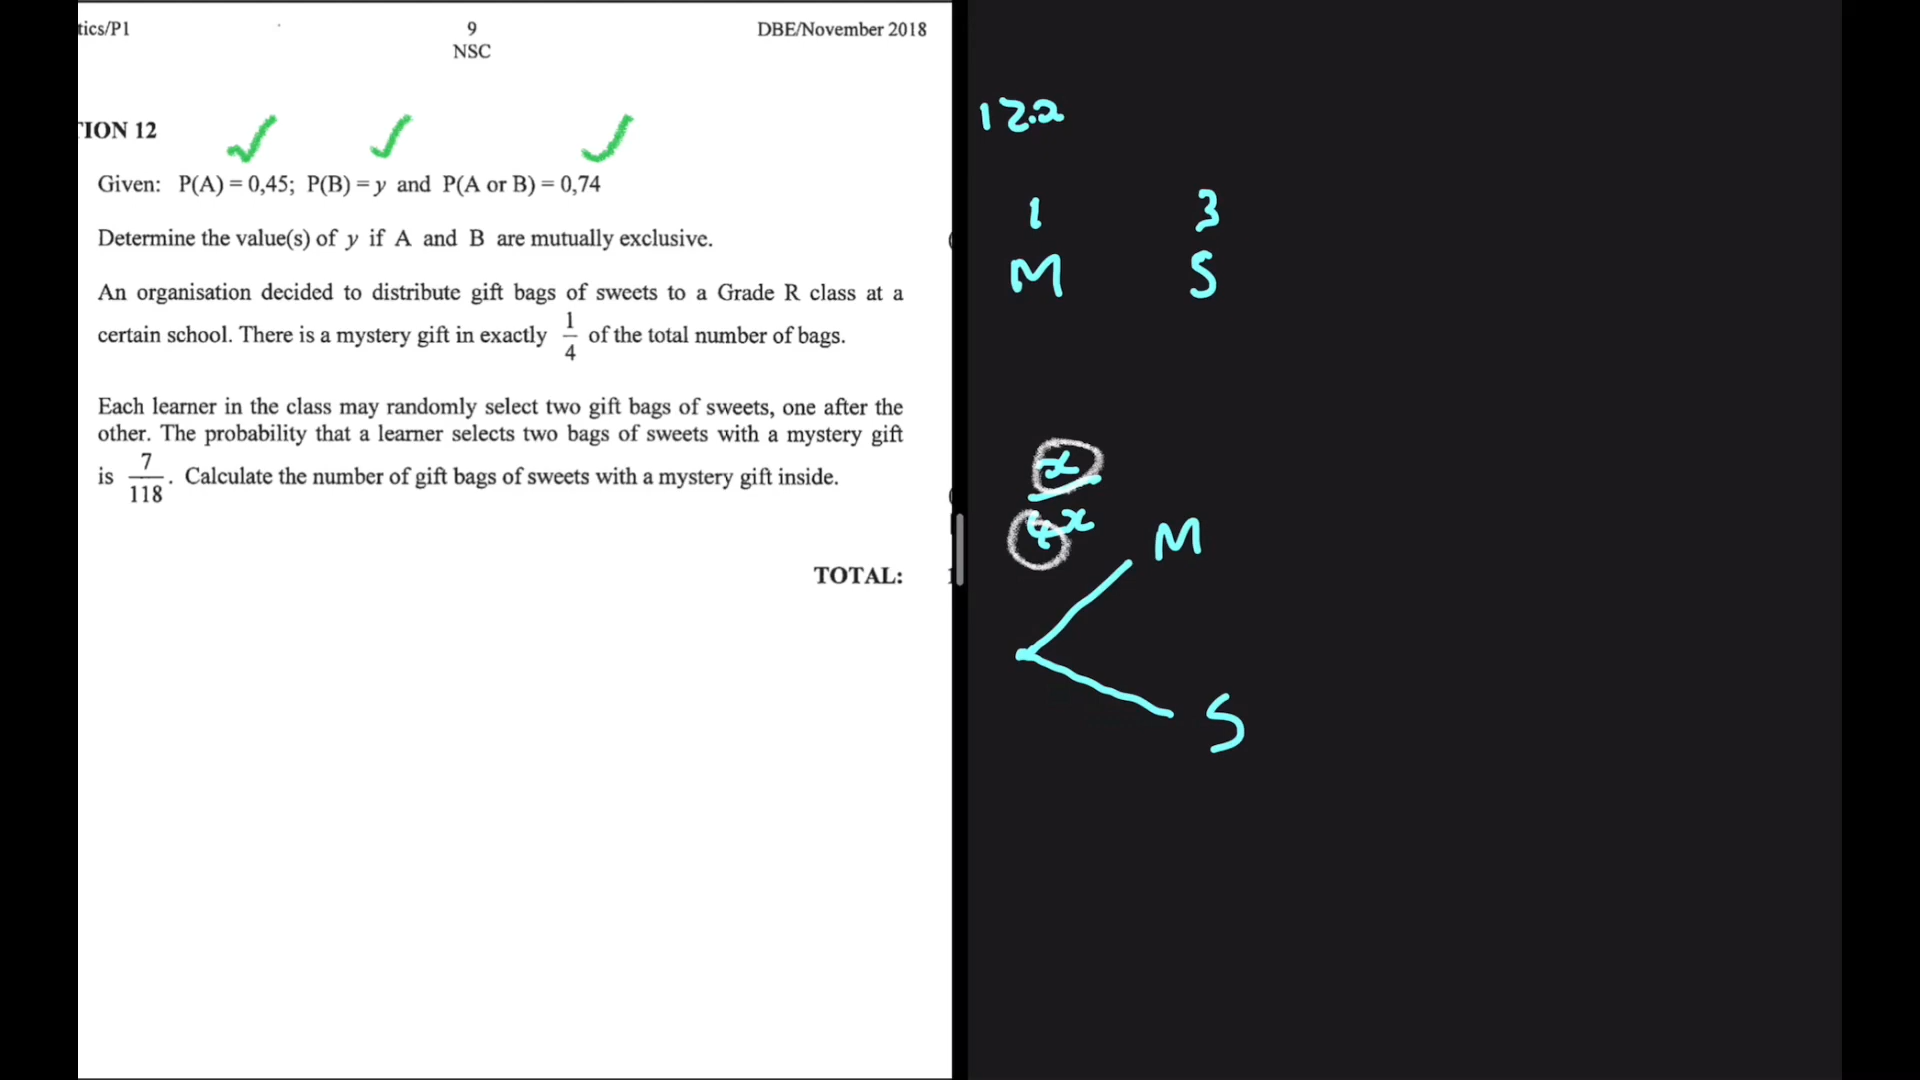 tics/P1
9
DBE/November 2018
NSC
TION 12
Given: P(A) = 0,45; P(B) = y and P(A or B) = 0,74
Determine the value(s) of y if A and B are mutually exclusive.
An organisation decided to distribute gift bags of sweets to a Grade R class at a
certain school. There is a mystery gift in exactly 1/4 of the total number of bags.
Each learner in the class may randomly select two gift bags of sweets, one after the
other. The probability that a learner selects two bags of sweets with a mystery gift
is 7/118. Calculate the number of gift bags of sweets with a mystery gift inside.
TOTAL:
12.2
1 3
M S
x
4x
M
S